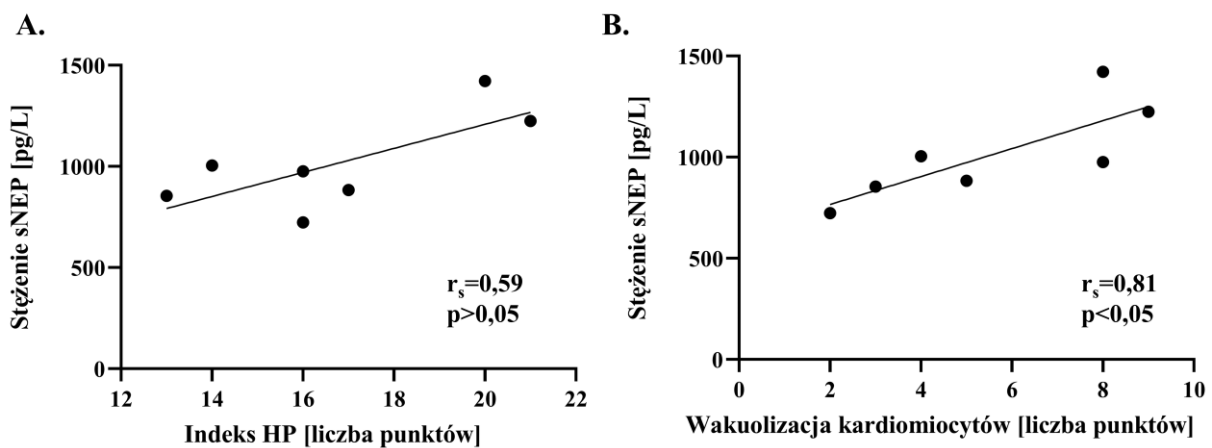 A.
Stężenie sNEP [pg/L]
1500
1000
500
0
r_s=0,59
p>0,05
12 14 16 18 20 22
Indeks HP [liczba punktów]
B.
Stężenie sNEP [pg/L]
1500
1000
500
0
r_s=0,81
p<0,05
0 2 4 6 8 10
Wakuolizacja kardiomiocytów [liczba punktów]